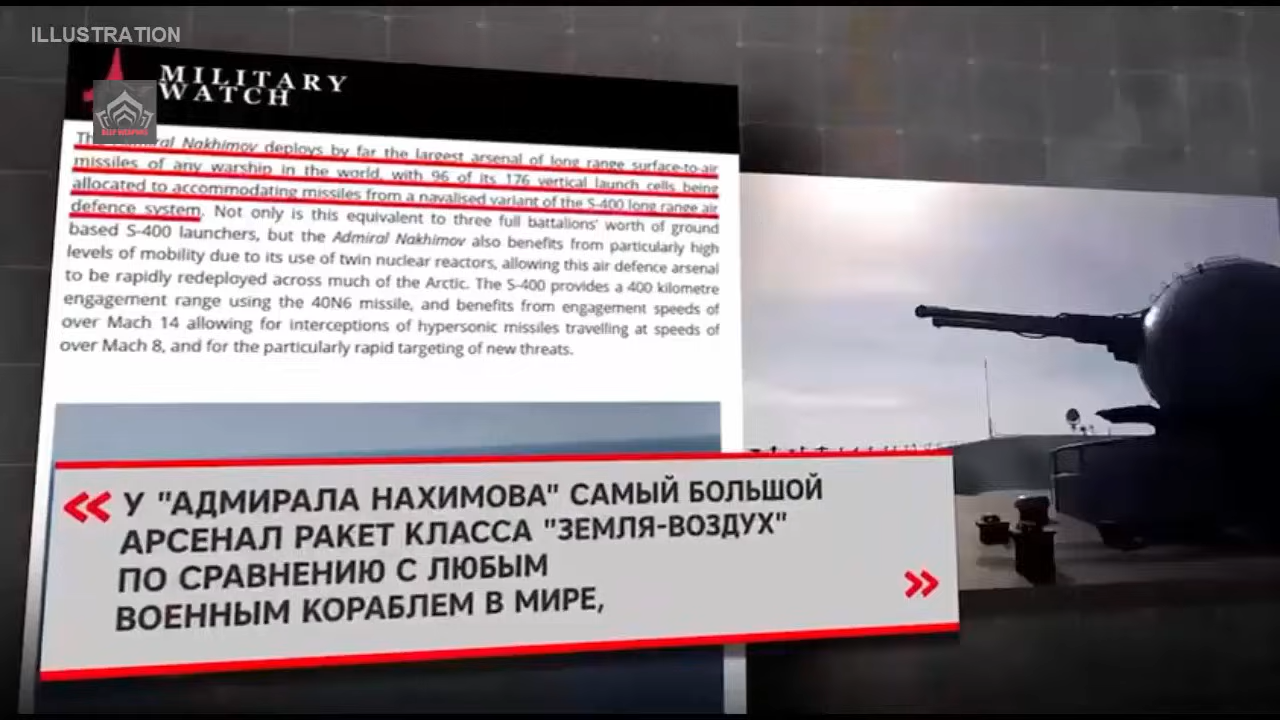 ILLUSTRATION
MILITARY
WATCH
DEEP WEAPONS
Nakhimov deploys by far the largest arsenal of long range surface-to-air
missiles of any warship in the world, with 96 of its 176 vertical launch cells being
allocated to accommodating missiles from a navalised variant of the S-400 long range air
defence system. Not only is this equivalent to three full battalions' worth of ground
based S-400 launchers, but the Admiral Nakhimov also benefits from particularly high
levels of mobility due to its use of twin nuclear reactors, allowing this air defence arsenal
to be rapidly redeployed across much of the Arctic. The S-400 provides a 400 kilometre
engagement range using the 40N6 missile, and benefits from engagement speeds of
over Mach 14 allowing for interceptions of hypersonic missiles travelling at speeds of
over Mach 8, and for the particularly rapid targeting of new threats.
« У "АДМИРАЛА НАХИМОВА" САМЫЙ БОЛЬШОЙ
АРСЕНАЛ РАКЕТ КЛАССА "ЗЕМЛЯ-ВОЗДУХ"
ПО СРАВНЕНИЮ С ЛЮБЫМ
ВОЕННЫМ КОРАБЛЕМ В МИРЕ, »